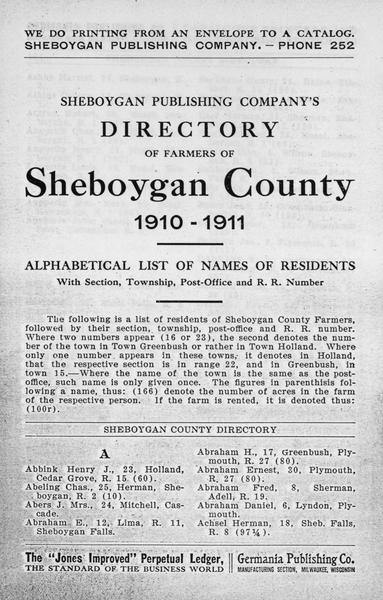 WE DO PRINTING FROM AN ENVELOPE TO A CATALOG.
SHEBOYGAN PUBLISHING COMPANY. – PHONE 252
SHEBOYGAN PUBLISHING COMPANY'S
DIRECTORY
OF FARMERS OF
Sheboygan County
1910 - 1911
ALPHABETICAL LIST OF NAMES OF RESIDENTS
With Section, Township, Post-Office and R. R. Number
The following is a list of residents of Sheboygan County Farmers,
followed by their section, township, post-office and R. R. number.
Where two numbers appear (16 or 23), the second denotes the num-
ber of the town in Town Greenbush or rather in Town Holland. Where
only one number appears in these towns, it denotes in Holland,
that the respective section is in range 22, and in Greenbush, in
town 15.—Where the name of the town is the same as the post-
office, such name is only given once. The figures in parenthisis fol-
lowing a name, thus: (166) denote the number of acres in the farm
of the respective person. If the farm is rented, it is denoted thus:
(100r).
SHEBOYGAN COUNTY DIRECTORY
A
Abbink Henry J., 23, Holland,
Cedar Grove, R. 15 (60).
Abeling Chas., 25, Herman, She-
boygan, R. 2 (10).
Abers J. Mrs., 24, Mitchell, Cas-
cade.
Abraham E., 12, Lima, R. 11,
Sheboygan Falls.
Abraham H., 17, Greenbush, Ply-
mouth, R. 27 (80).
Abraham Ernest, 30, Plymouth,
R. 27 (80).
Abraham Fred, 8, Sherman,
Adell, R. 19.
Abraham Daniel, 6, Lyndon, Ply-
mouth.
Achsel Herman, 18, Sheb. Falls,
R. 8 (97¼).
The "Jones Improved" Perpetual Ledger,
THE STANDARD OF THE BUSINESS WORLD
Germania Publishing Co.
MANUFACTURING SECTION, MILWAUKEE, WISCONSIN